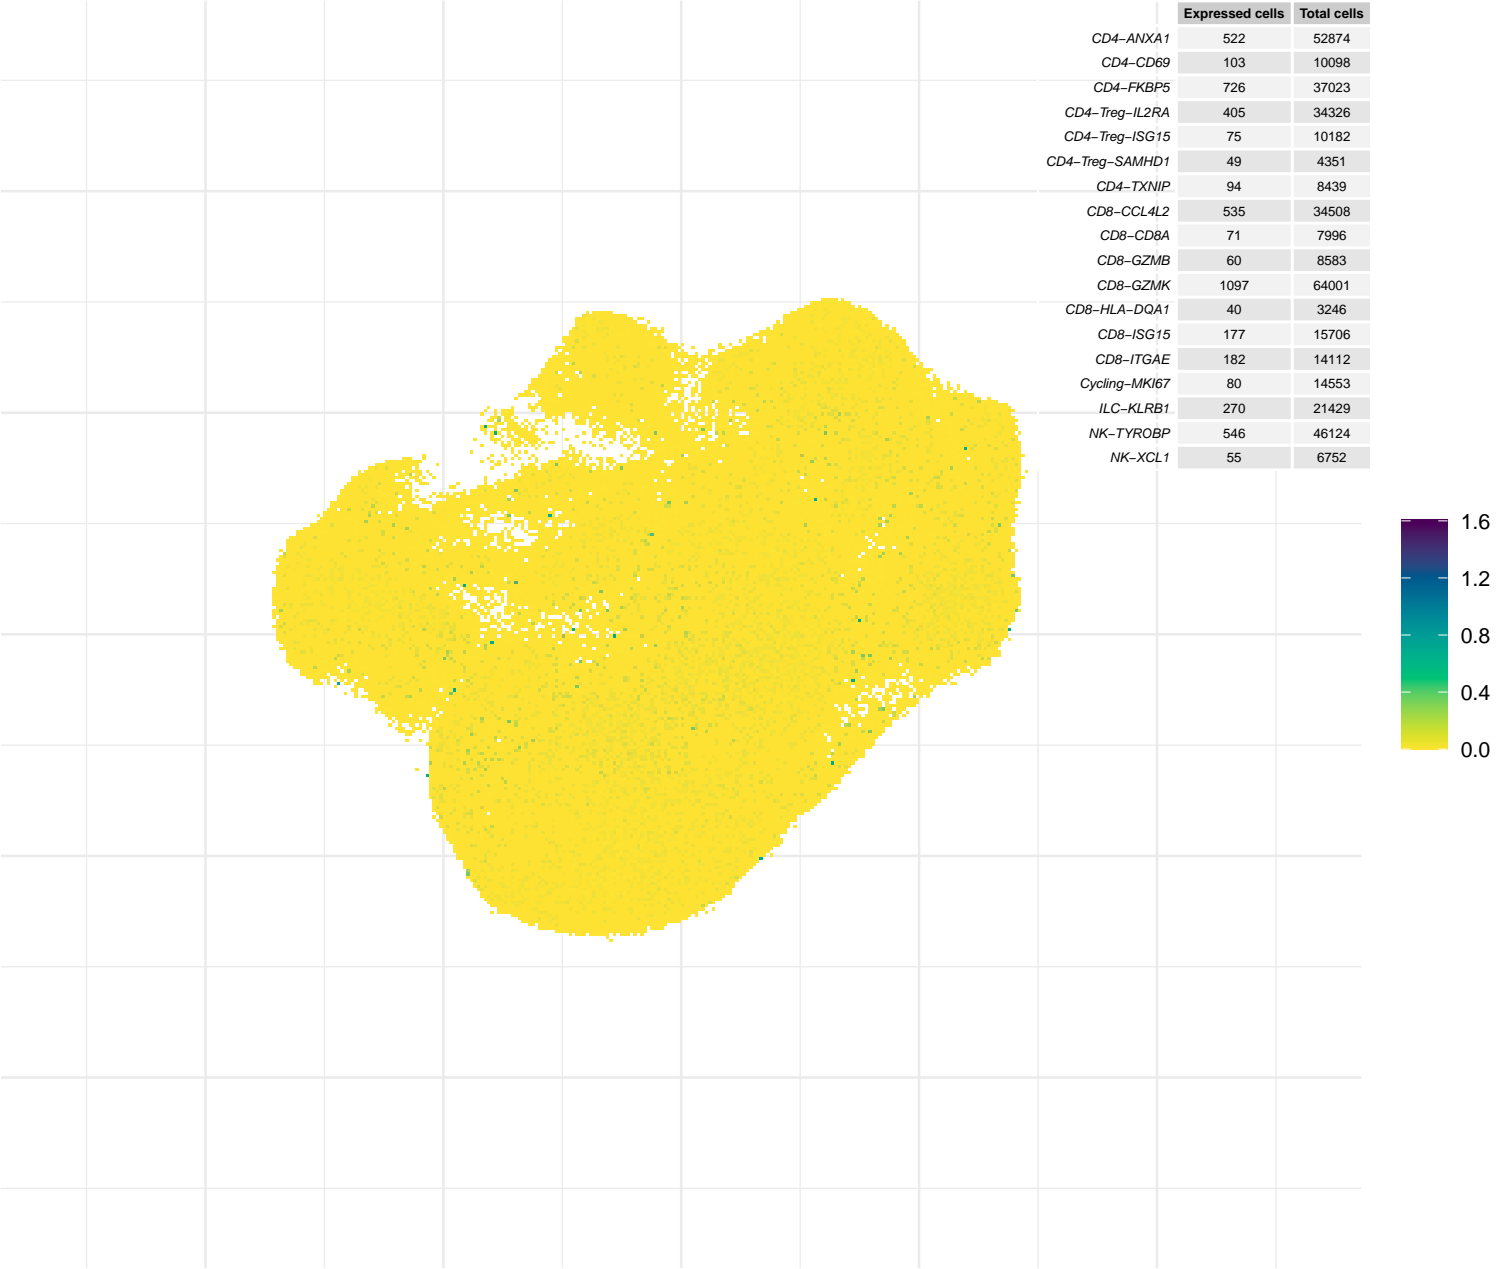 Expressed cells Total cells
CD4−ANXA1 522 52874
CD4−CD69 103 10098
CD4−FKBP5 726 37023
CD4−Treg−IL2RA 405 34326
CD4−Treg−ISG15 75 10182
CD4−Treg−SAMHD1 49 4351
CD4−TXNIP 94 8439
CD8−CCL4L2 535 34508
CD8−CD8A 71 7996
CD8−GZMB 60 8583
CD8−GZMK 1097 64001
CD8−HLA−DQA1 40 3246
CD8−ISG15 177 15706
CD8−ITGAE 182 14112
Cycling−MKI67 80 14553
ILC−KLRB1 270 21429
NK−TYROBP 546 46124
NK−XCL1 55 6752
1.6
1.2
0.8
0.4
0.0